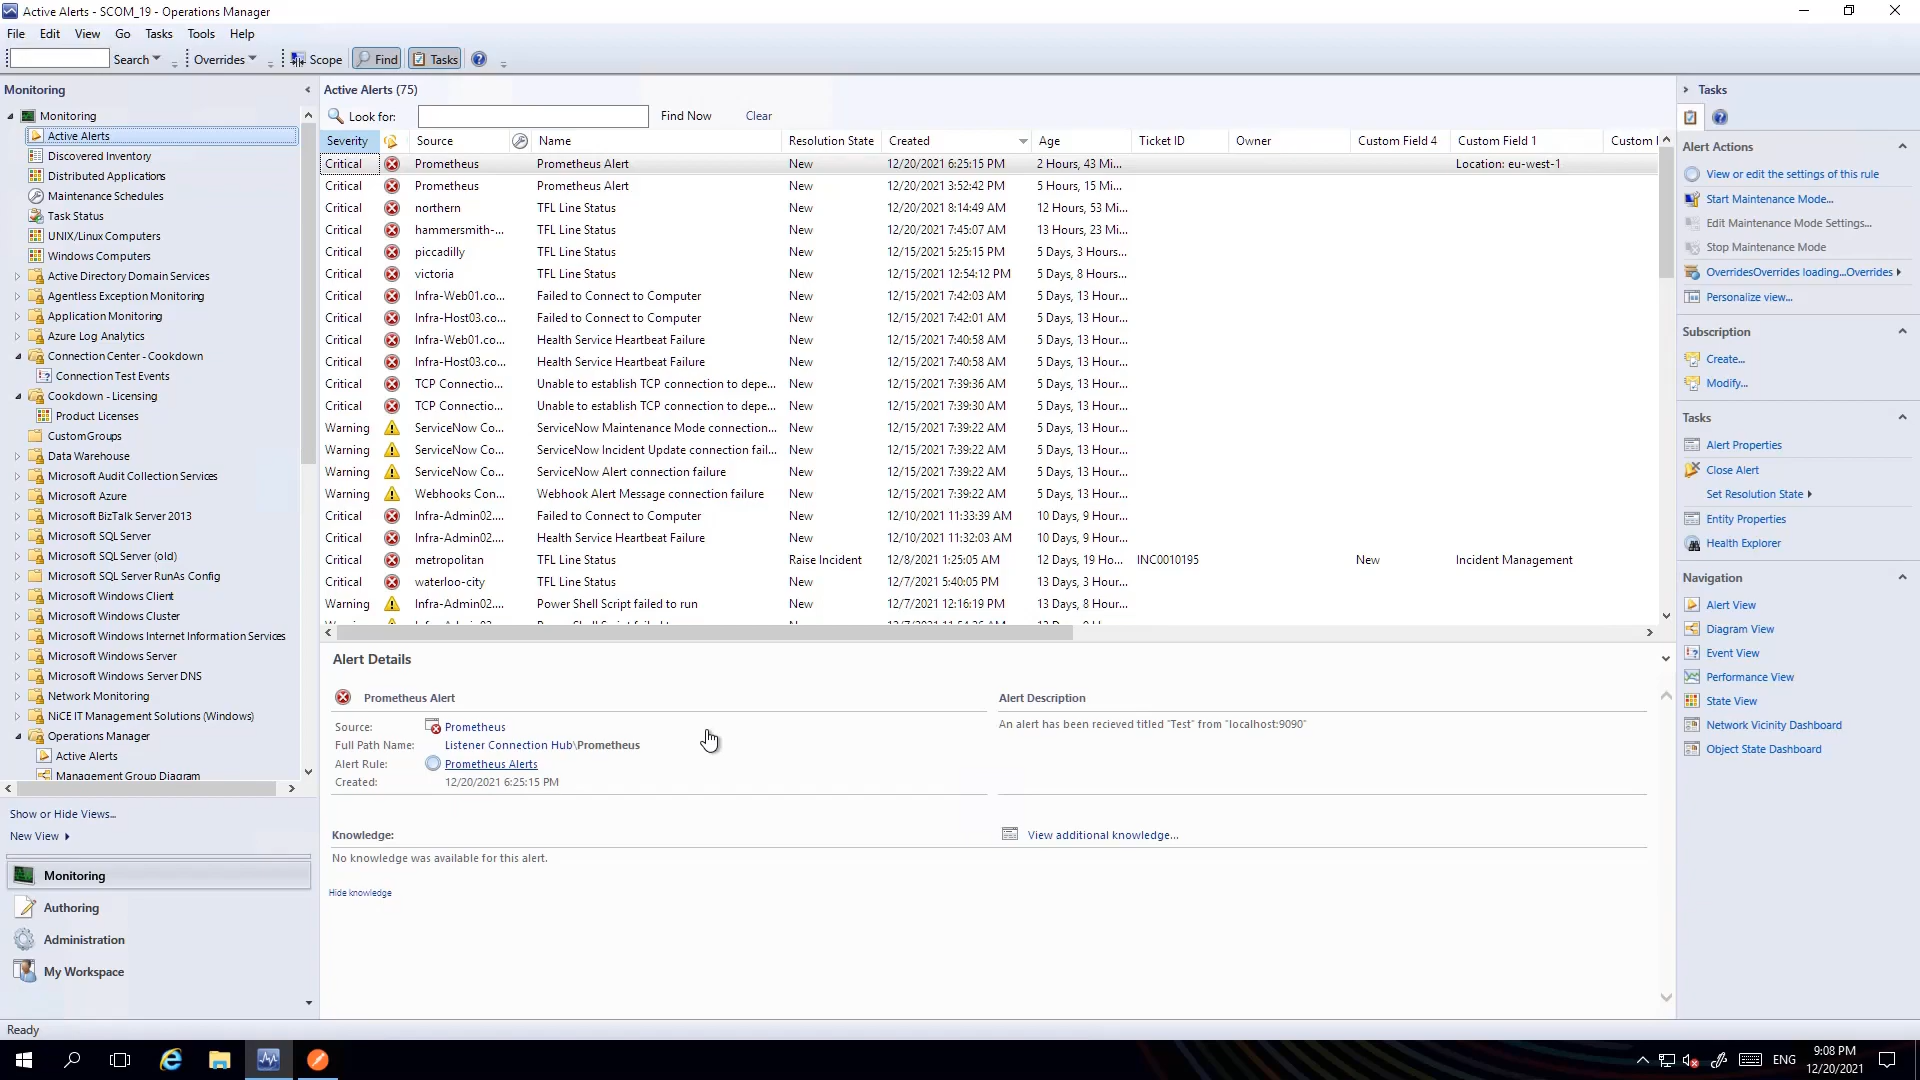 Active Alerts - SCOM_19 - Operations Manager
File Edit View Go Tasks Tools Help
Search Overrides Scope Find Tasks
Monitoring
Monitoring
Active Alerts
Discovered Inventory
Distributed Applications
Maintenance Schedules
Task Status
UNIX/Linux Computers
Windows Computers
Active Directory Domain Services
Agentless Exception Monitoring
Application Monitoring
Azure Log Analytics
Connection Center - Cookdown
Connection Test Events
Cookdown - Licensing
Product Licenses
CustomGroups
Data Warehouse
Microsoft Audit Collection Services
Microsoft Azure
Microsoft BizTalk Server 2013
Microsoft SQL Server
Microsoft SQL Server (old)
Microsoft SQL Server RunAs Config
Microsoft Windows Client
Microsoft Windows Cluster
Microsoft Windows Internet Information Services
Microsoft Windows Server
Microsoft Windows Server DNS
Network Monitoring
NiCE IT Management Solutions (Windows)
Operations Manager
Active Alerts
Management Group Diagram
Show or Hide Views...
New View
Monitoring
Authoring
Administration
My Workspace
Active Alerts (75)
Look for: Find Now Clear
Severity Source Name Resolution State Created Age Ticket ID Owner Custom Field 4 Custom Field 1 Custom
Critical Prometheus Prometheus Alert New 12/20/2021 6:25:15 PM 2 Hours, 43 Mi... Location: eu-west-1
Critical Prometheus Prometheus Alert New 12/20/2021 3:52:42 PM 5 Hours, 15 Mi...
Critical northern TFL Line Status New 12/20/2021 8:14:49 AM 12 Hours, 53 Mi...
Critical hammersmith-... TFL Line Status New 12/20/2021 7:45:07 AM 13 Hours, 23 Mi...
Critical piccadilly TFL Line Status New 12/15/2021 5:25:15 PM 5 Days, 3 Hours...
Critical victoria TFL Line Status New 12/15/2021 12:54:12 PM 5 Days, 8 Hours...
Critical Infra-Web01.co... Failed to Connect to Computer New 12/15/2021 7:42:03 AM 5 Days, 13 Hour...
Critical Infra-Host03.co... Failed to Connect to Computer New 12/15/2021 7:42:01 AM 5 Days, 13 Hour...
Critical Infra-Web01.co... Health Service Heartbeat Failure New 12/15/2021 7:40:58 AM 5 Days, 13 Hour...
Critical Infra-Host03.co... Health Service Heartbeat Failure New 12/15/2021 7:40:58 AM 5 Days, 13 Hour...
Critical TCP Connectio... Unable to establish TCP connection to depe... New 12/15/2021 7:39:36 AM 5 Days, 13 Hour...
Critical TCP Connectio... Unable to establish TCP connection to depe... New 12/15/2021 7:39:30 AM 5 Days, 13 Hour...
Warning ServiceNow Co... ServiceNow Maintenance Mode connection... New 12/15/2021 7:39:22 AM 5 Days, 13 Hour...
Warning ServiceNow Co... ServiceNow Incident Update connection fail... New 12/15/2021 7:39:22 AM 5 Days, 13 Hour...
Warning ServiceNow Co... ServiceNow Alert connection failure New 12/15/2021 7:39:22 AM 5 Days, 13 Hour...
Warning Webhooks Con... Webhook Alert Message connection failure New 12/15/2021 7:39:22 AM 5 Days, 13 Hour...
Critical Infra-Admin02.... Failed to Connect to Computer New 12/10/2021 11:33:39 AM 10 Days, 9 Hour...
Critical Infra-Admin02.... Health Service Heartbeat Failure New 12/10/2021 11:32:03 AM 10 Days, 9 Hour...
Critical metropolitan TFL Line Status Raise Incident 12/8/2021 1:25:05 AM 12 Days, 19 Ho... INC0010195 New Incident Management
Critical waterloo-city TFL Line Status New 12/7/2021 5:40:05 PM 13 Days, 3 Hour...
Warning Infra-Admin02.... Power Shell Script failed to run New 12/7/2021 12:16:19 PM 13 Days, 8 Hour...
Alert Details
Prometheus Alert
Source: Prometheus
Full Path Name: Listener Connection Hub\Prometheus
Alert Rule: Prometheus Alerts
Created: 12/20/2021 6:25:15 PM
Alert Description
An alert has been recieved titled "Test" from "localhost:9090"
Knowledge:
View additional knowledge...
No knowledge was available for this alert.
Hide knowledge
Tasks
Alert Actions
View or edit the settings of this rule
Start Maintenance Mode...
Edit Maintenance Mode Settings...
Stop Maintenance Mode
OverridesOverrides loading...Overrides
Personalize view...
Subscription
Create...
Modify...
Tasks
Alert Properties
Close Alert
Set Resolution State
Entity Properties
Health Explorer
Navigation
Alert View
Diagram View
Event View
Performance View
State View
Network Vicinity Dashboard
Object State Dashboard
Ready
ENG
9:08 PM
12/20/2021